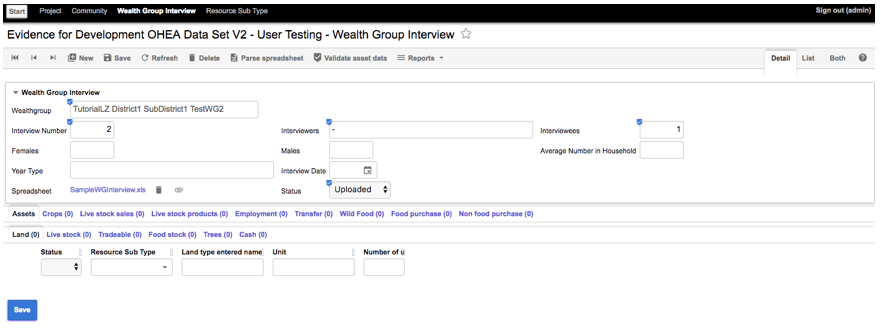 Start Project Community Wealth Group Interview Resource Sub Type Sign out (admin)
Evidence for Development OHEA Data Set V2 - User Testing - Wealth Group Interview
New Save Refresh Delete Parse spreadsheet Validate asset data Reports Detail List Both
Wealth Group Interview
Wealthgroup TutorialLZ District1 SubDistrict1 TestWG2
Interview Number 2 Interviewers - Interviewees 1
Females Males Average Number in Household
Year Type Interview Date
Spreadsheet SampleWGInterview.xls Status Uploaded
Assets Crops (0) Live stock sales (0) Live stock products (0) Employment (0) Transfer (0) Wild Food (0) Food purchase (0) Non food purchase (0)
Land (0) Live stock (0) Tradeable (0) Food stock (0) Trees (0) Cash (0)
Status Resource Sub Type Land type entered name Unit Number of u
Save